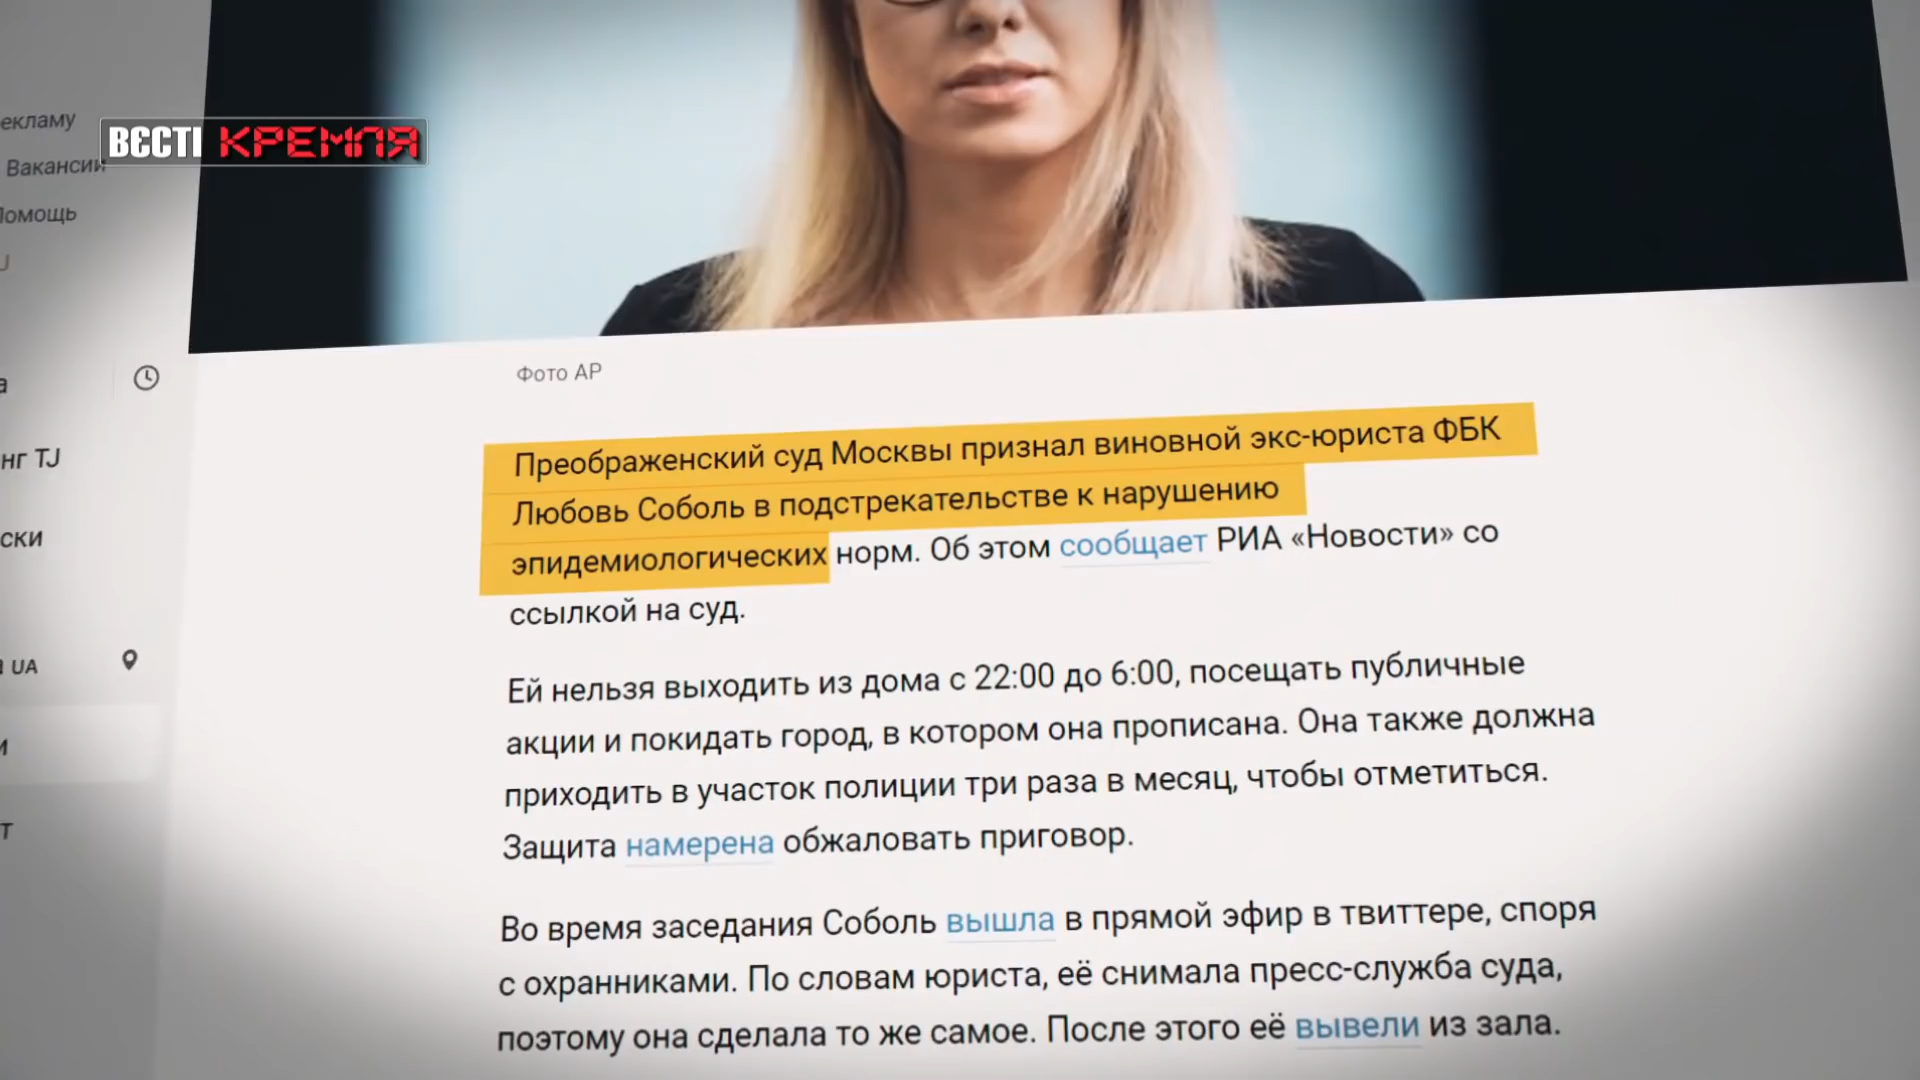 екламу
Вакансии
Помощь
ВЄСТІ КРЕМЛЯ
Фото АР
нг TJ
ски
UA
Преображенский суд Москвы признал виновной экс-юриста ФБК
Любовь Соболь в подстрекательстве к нарушению
эпидемиологических норм. Об этом сообщает РИА «Новости» со
ссылкой на суд.
Ей нельзя выходить из дома с 22:00 до 6:00, посещать публичные
акции и покидать город, в котором она прописана. Она также должна
приходить в участок полиции три раза в месяц, чтобы отметиться.
Защита намерена обжаловать приговор.
Во время заседания Соболь вышла в прямой эфир в твиттере, споря
с охранниками. По словам юриста, её снимала пресс-служба суда,
поэтому она сделала то же самое. После этого её вывели из зала.